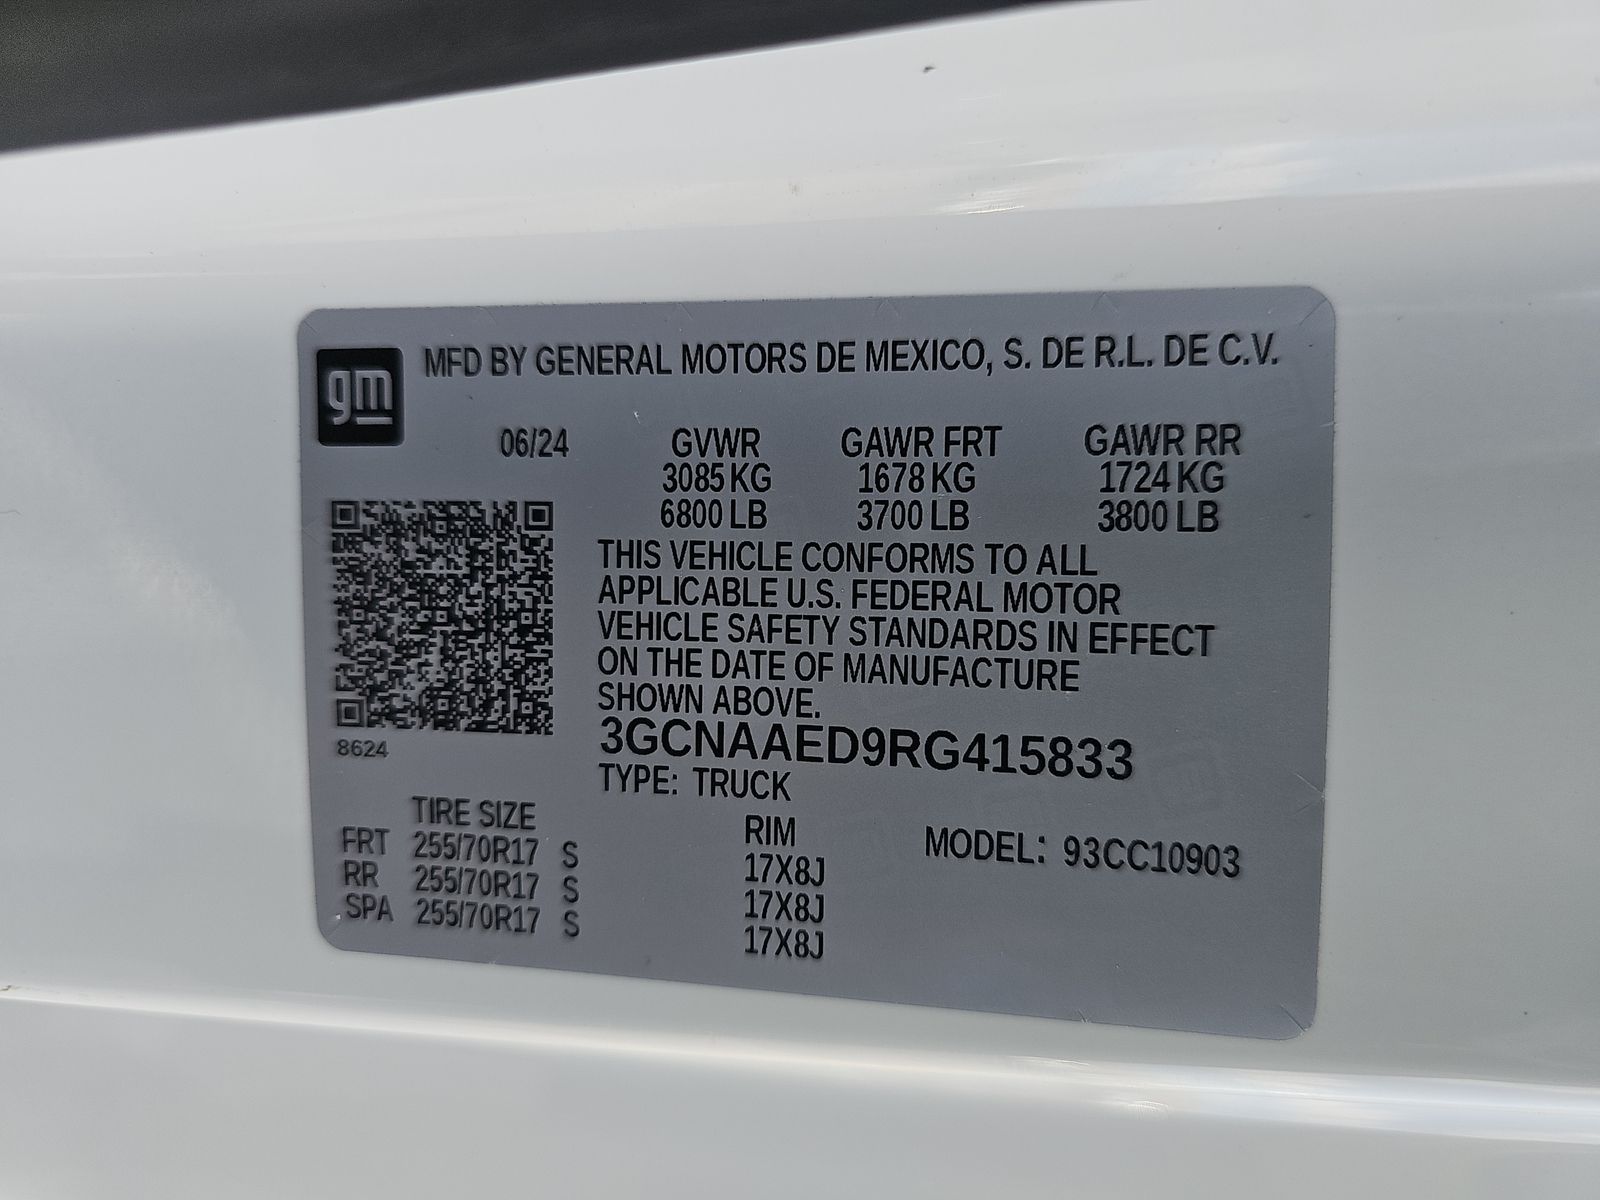 gm
MFD BY GENERAL MOTORS DE MEXICO, S. DE R.L. DE C.V.
06/24 GVWR GAWR FRT GAWR RR
3085 KG 1678 KG 1724 KG
6800 LB 3700 LB 3800 LB
THIS VEHICLE CONFORMS TO ALL
APPLICABLE U.S. FEDERAL MOTOR
VEHICLE SAFETY STANDARDS IN EFFECT
ON THE DATE OF MANUFACTURE
SHOWN ABOVE.
3GCNAAED9RG415833
8624
TYPE: TRUCK
TIRE SIZE RIM MODEL: 93CC10903
FRT 255/70R17 S 17X8J
RR 255/70R17 S 17X8J
SPA 255/70R17 S 17X8J